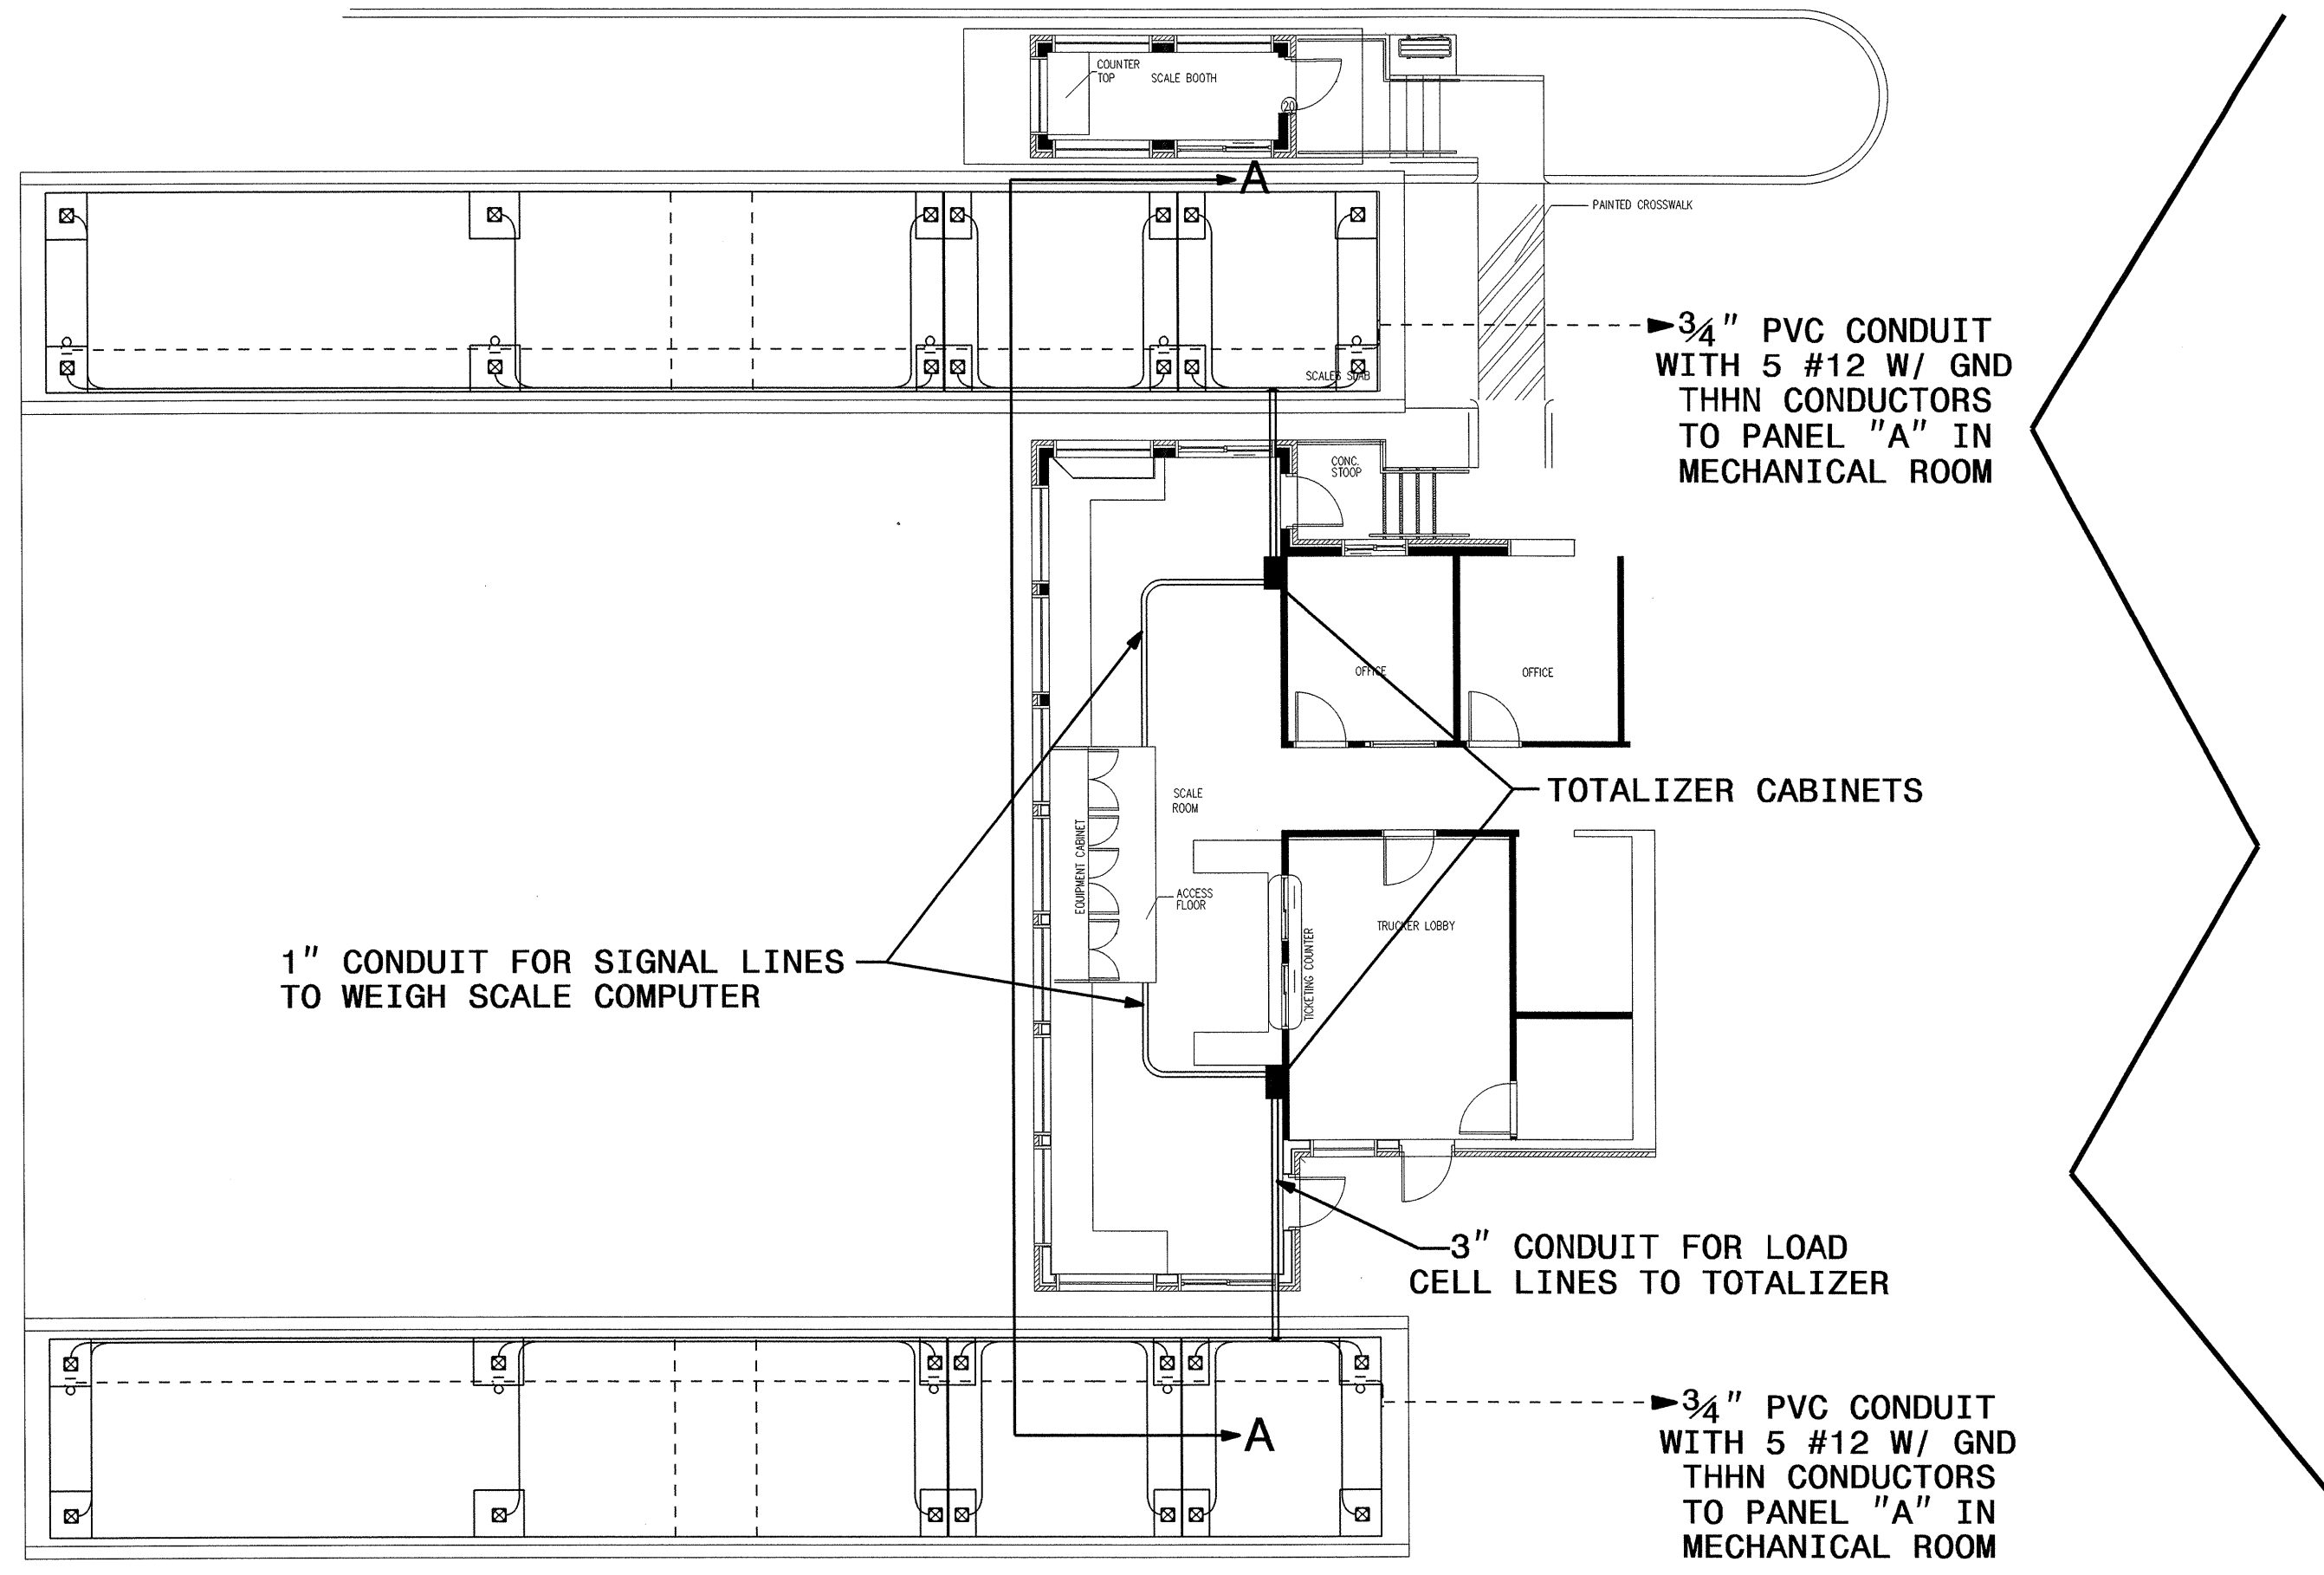 COUNTER
TOP
SCALE BOOTH
20
A
PAINTED CROSSWALK
3/4" PVC CONDUIT
WITH 5 #12 W/ GND
THHN CONDUCTORS
TO PANEL "A" IN
MECHANICAL ROOM
SCALES SLAB
CONC.
STOOP
OFFICE
OFFICE
TOTALIZER CABINETS
SCALE
ROOM
EQUIPMENT CABINET
ACCESS
FLOOR
TICKETING COUNTER
TRUCKER LOBBY
1" CONDUIT FOR SIGNAL LINES
TO WEIGH SCALE COMPUTER
3" CONDUIT FOR LOAD
CELL LINES TO TOTALIZER
A
3/4" PVC CONDUIT
WITH 5 #12 W/ GND
THHN CONDUCTORS
TO PANEL "A" IN
MECHANICAL ROOM